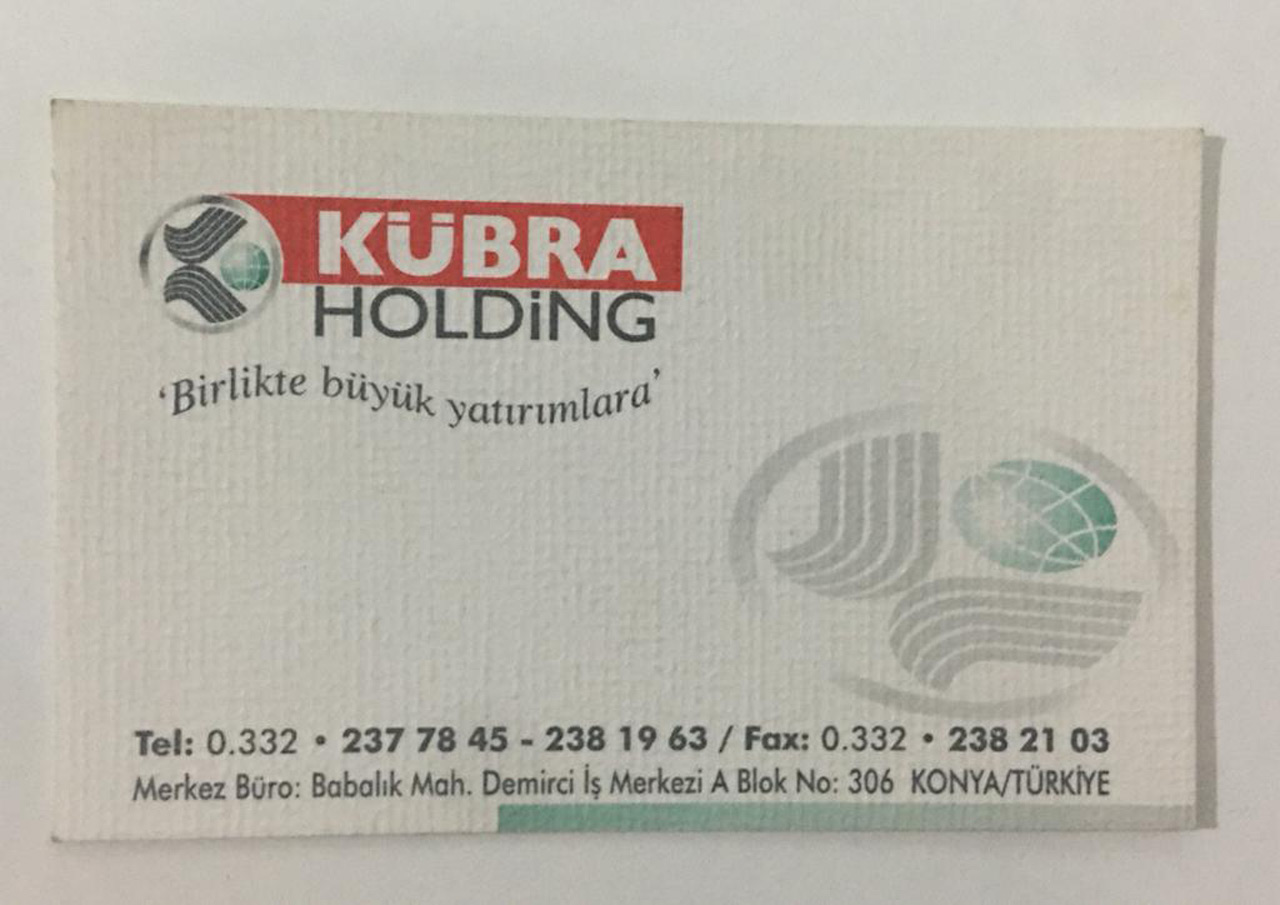 KÜBRA
HOLDiNG
‘Birlikte büyük yatırımlara’
Tel: 0.332 • 237 78 45 - 238 19 63 / Fax: 0.332 • 238 21 03
Merkez Büro: Babalık Mah. Demirci İş Merkezi A Blok No: 306 KONYA/TÜRKİYE